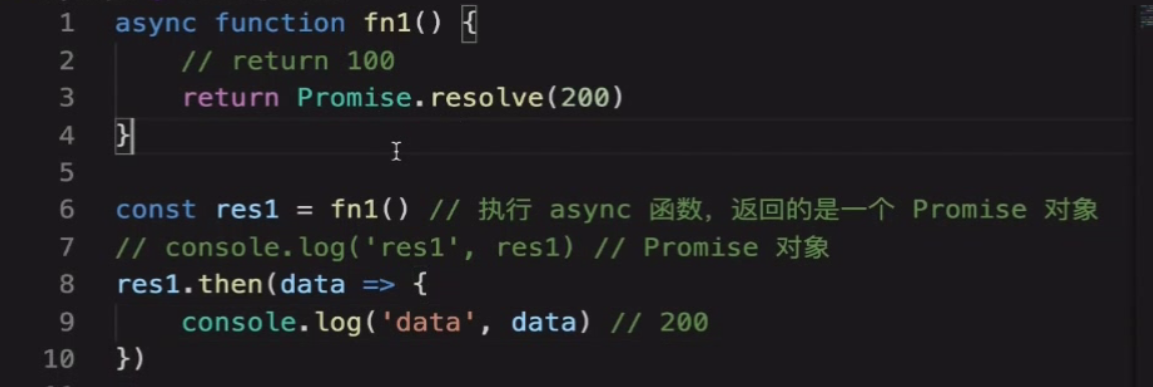 1 async function fn1() {
2 // return 100
3 return Promise.resolve(200)
4 }
5
6 const res1 = fn1() // 执行 async 函数，返回的是一个 Promise 对象
7 // console.log('res1', res1) // Promise 对象
8 res1.then(data => {
9 console.log('data', data) // 200
10 })